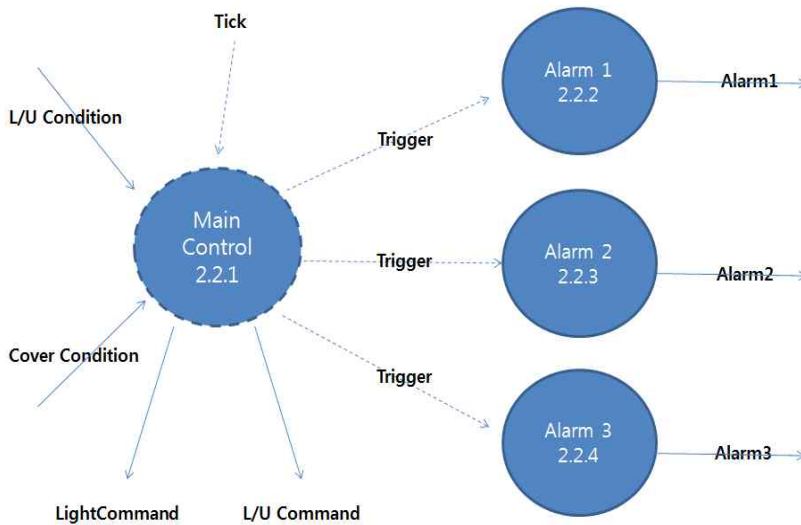 Tick
L/U Condition
Main
Control
2.2.1
Cover Condition
LightCommand
L/U Command
Trigger
Alarm 1
2.2.2
Alarm1
Trigger
Alarm 2
2.2.3
Alarm2
Trigger
Alarm 3
2.2.4
Alarm3